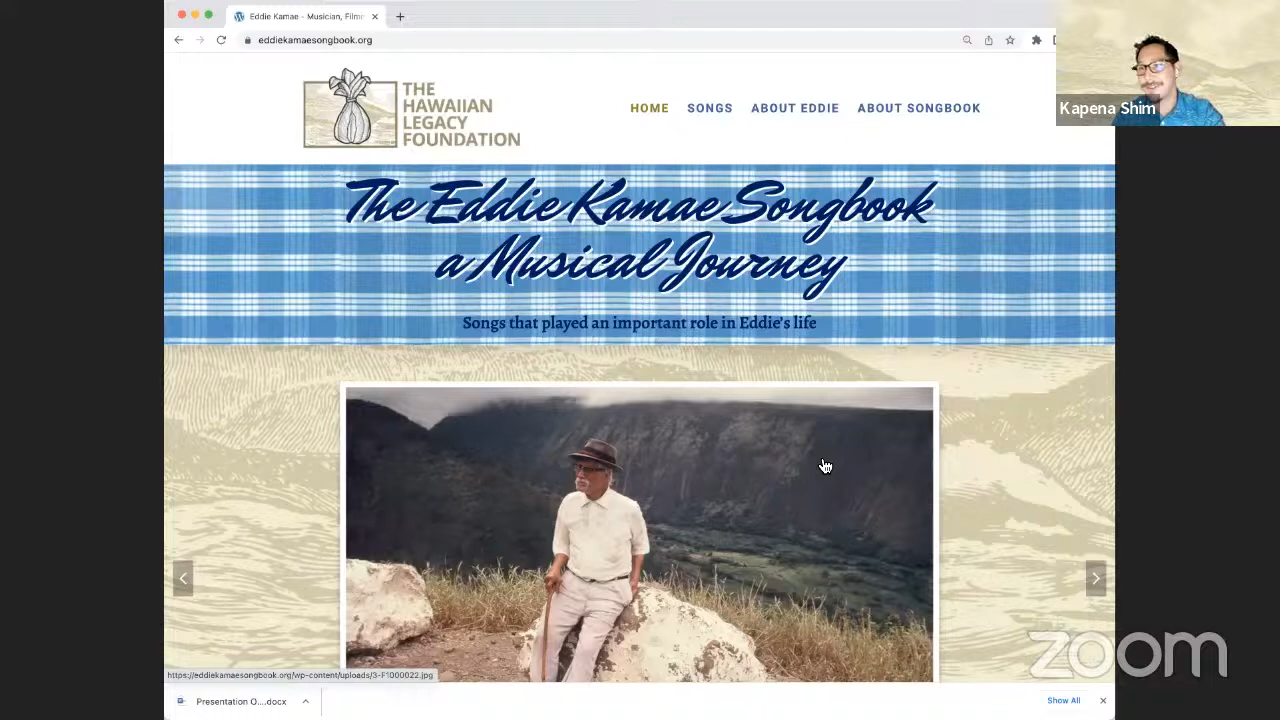 Eddie Kamae - Musician, Filmm
eddiekamaesongbook.org
THE
HAWAIIAN
LEGACY
FOUNDATION
HOME SONGS ABOUT EDDIE ABOUT SONGBOOK
Kapena Shim
The Eddie Kamae Songbook
a Musical Journey
Songs that played an important role in Eddie's life
zoom
https://eddiekamaesongbook.org/wp-content/uploads/3-F1000022.jpg
Presentation O....docx
Show All